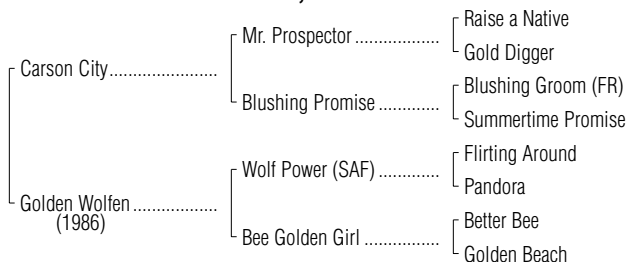 Raise a Native
Mr. Prospector ..................
Gold Digger
Carson City.......................
Blushing Groom (FR)
Blushing Promise .............
Summertime Promise
Flirting Around
Wolf Power (SAF) .............
Pandora
Golden Wolfen ..................
(1986)
Better Bee
Bee Golden Girl ................
Golden Beach